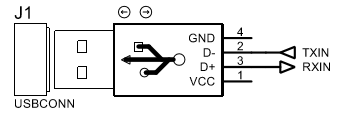 J1
GND 4
D- 2 TXIN
D+ 3 RXIN
VCC 1
USBCONN